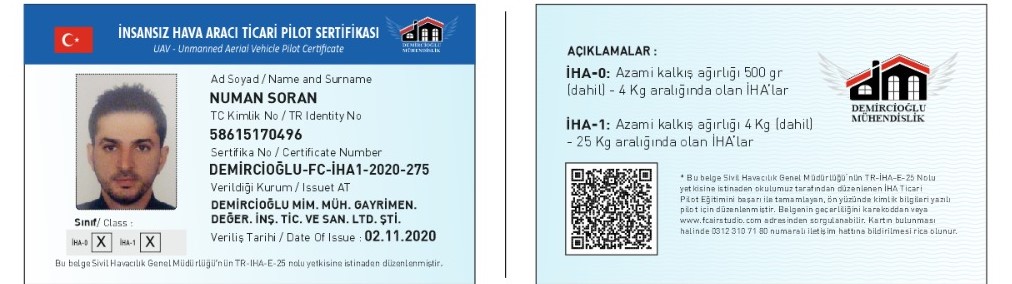 İNSANSIZ HAVA ARACI TİCARİ PİLOT SERTİFİKASI
UAV - Unmanned Aerial Vehicle Pilot Certificate
dm
DEMİRCİOĞLU
MÜHENDİSLİK
Ad Soyad / Name and Surname
NUMAN SORAN
TC Kimlik No / TR Identity No
58615170496
Sertifika No / Certificate Number
DEMİRCİOĞLU-FC-İHA1-2020-275
Verildiği Kurum / Issuet AT
DEMİRCİOĞLU MİM. MÜH. GAYRİMEN.
DEĞER. İNŞ. TİC. VE SAN. LTD. ŞTİ.
Veriliş Tarihi / Date Of Issue : 02.11.2020
Sınıf/ Class :
İHA-0 X İHA-1 X
Bu belge Sivil Havacılık Genel Müdürlüğü'nün TR-IHA-E-25 nolu yetkisine istinaden düzenlenmiştir.
AÇIKLAMALAR :
İHA-0: Azami kalkış ağırlığı 500 gr
(dahil) - 4 Kg aralığında olan İHA'lar
İHA-1: Azami kalkış ağırlığı 4 Kg (dahil)
- 25 Kg aralığında olan İHA'lar
dm
DEMİRCİOĞLU
MÜHENDİSLİK
* Bu belge Sivil Havacılık Genel Müdürlüğü'nün TR-İHA-E-25 Nolu
yetkisine istinaden okulumuz tarafından düzenlenen İHA Ticari
Pilot Eğitimini başarı ile tamamlayan, ön yüzünde kimlik bilgileri yazılı
pilot için düzenlenmiştir. Belgenin geçerliliğini karekoddan veya
www.fcairstudio.com adresinden sorgulanabilir. Kartın bulunması
halinde 0312 310 71 80 numaralı iletişim hattına bildirilmesi rica olunur.